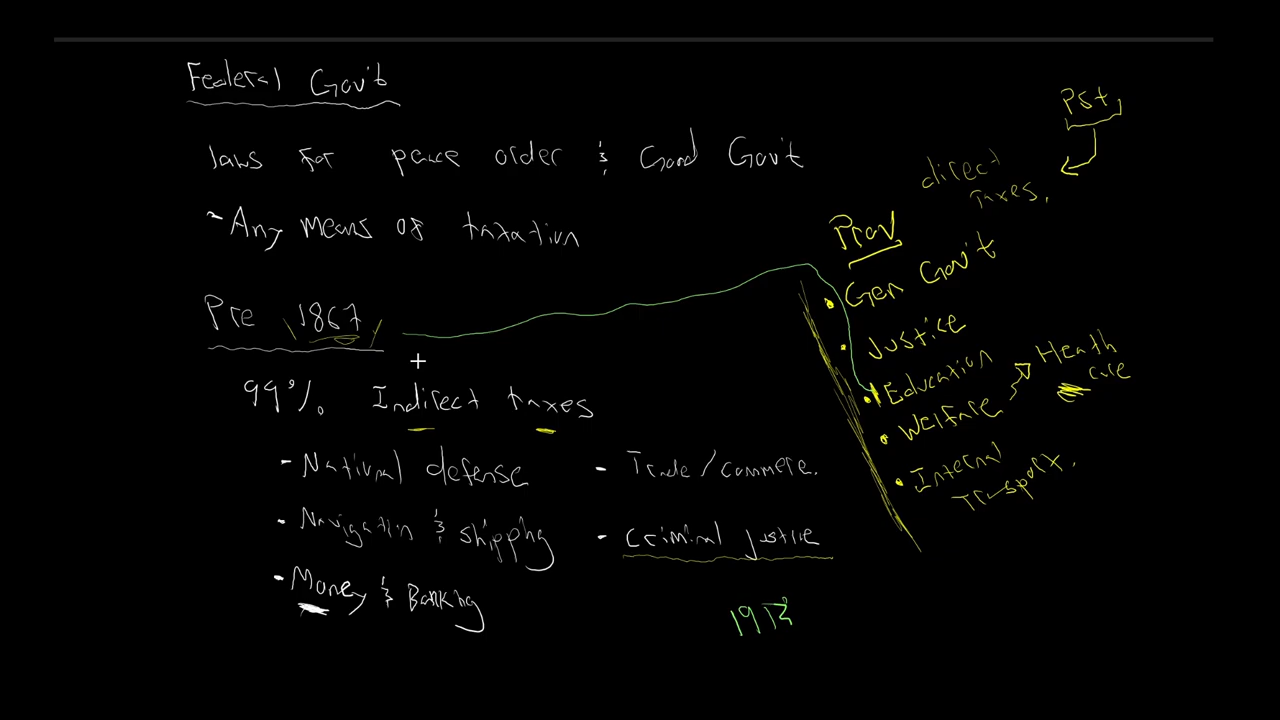 Federal Gov't
laws for peace order & Good Gov't
- Any means of taxation
Pre 1867
99% Indirect taxes
- National defense
- Navigation & shipping
- Money & Banking
- Trade/commerce.
- criminal justice
PST
direct
taxes.
Prov
• Gen Gov't
• Justice
• Education
• Welfare
Heath
care
• Internal
Transport.